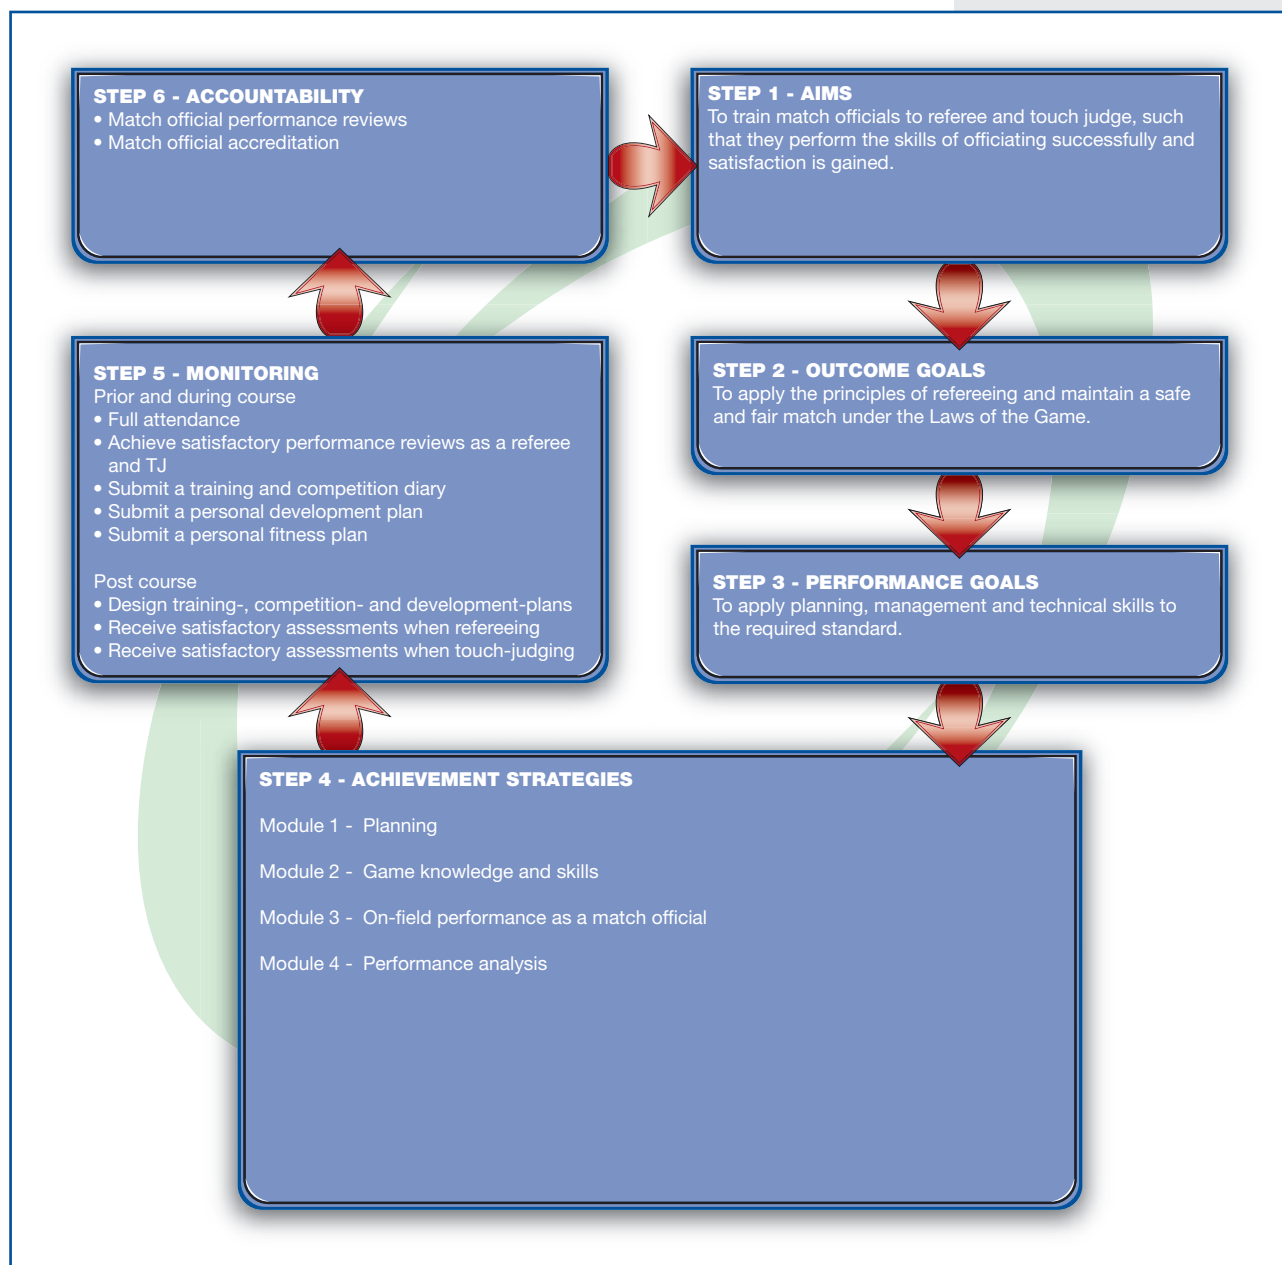 STEP 6 - ACCOUNTABILITY
• Match official performance reviews
• Match official accreditation
STEP 1 - AIMS
To train match officials to referee and touch judge, such
that they perform the skills of officiating successfully and
satisfaction is gained.
STEP 2 - OUTCOME GOALS
To apply the principles of refereeing and maintain a safe
and fair match under the Laws of the Game.
STEP 3 - PERFORMANCE GOALS
To apply planning, management and technical skills to
the required standard.
STEP 5 - MONITORING
Prior and during course
• Full attendance
• Achieve satisfactory performance reviews as a referee
and TJ
• Submit a training and competition diary
• Submit a personal development plan
• Submit a personal fitness plan
Post course
• Design training-, competition- and development-plans
• Receive satisfactory assessments when refereeing
• Receive satisfactory assessments when touch-judging
STEP 4 - ACHIEVEMENT STRATEGIES
Module 1 - Planning
Module 2 - Game knowledge and skills
Module 3 - On-field performance as a match official
Module 4 - Performance analysis